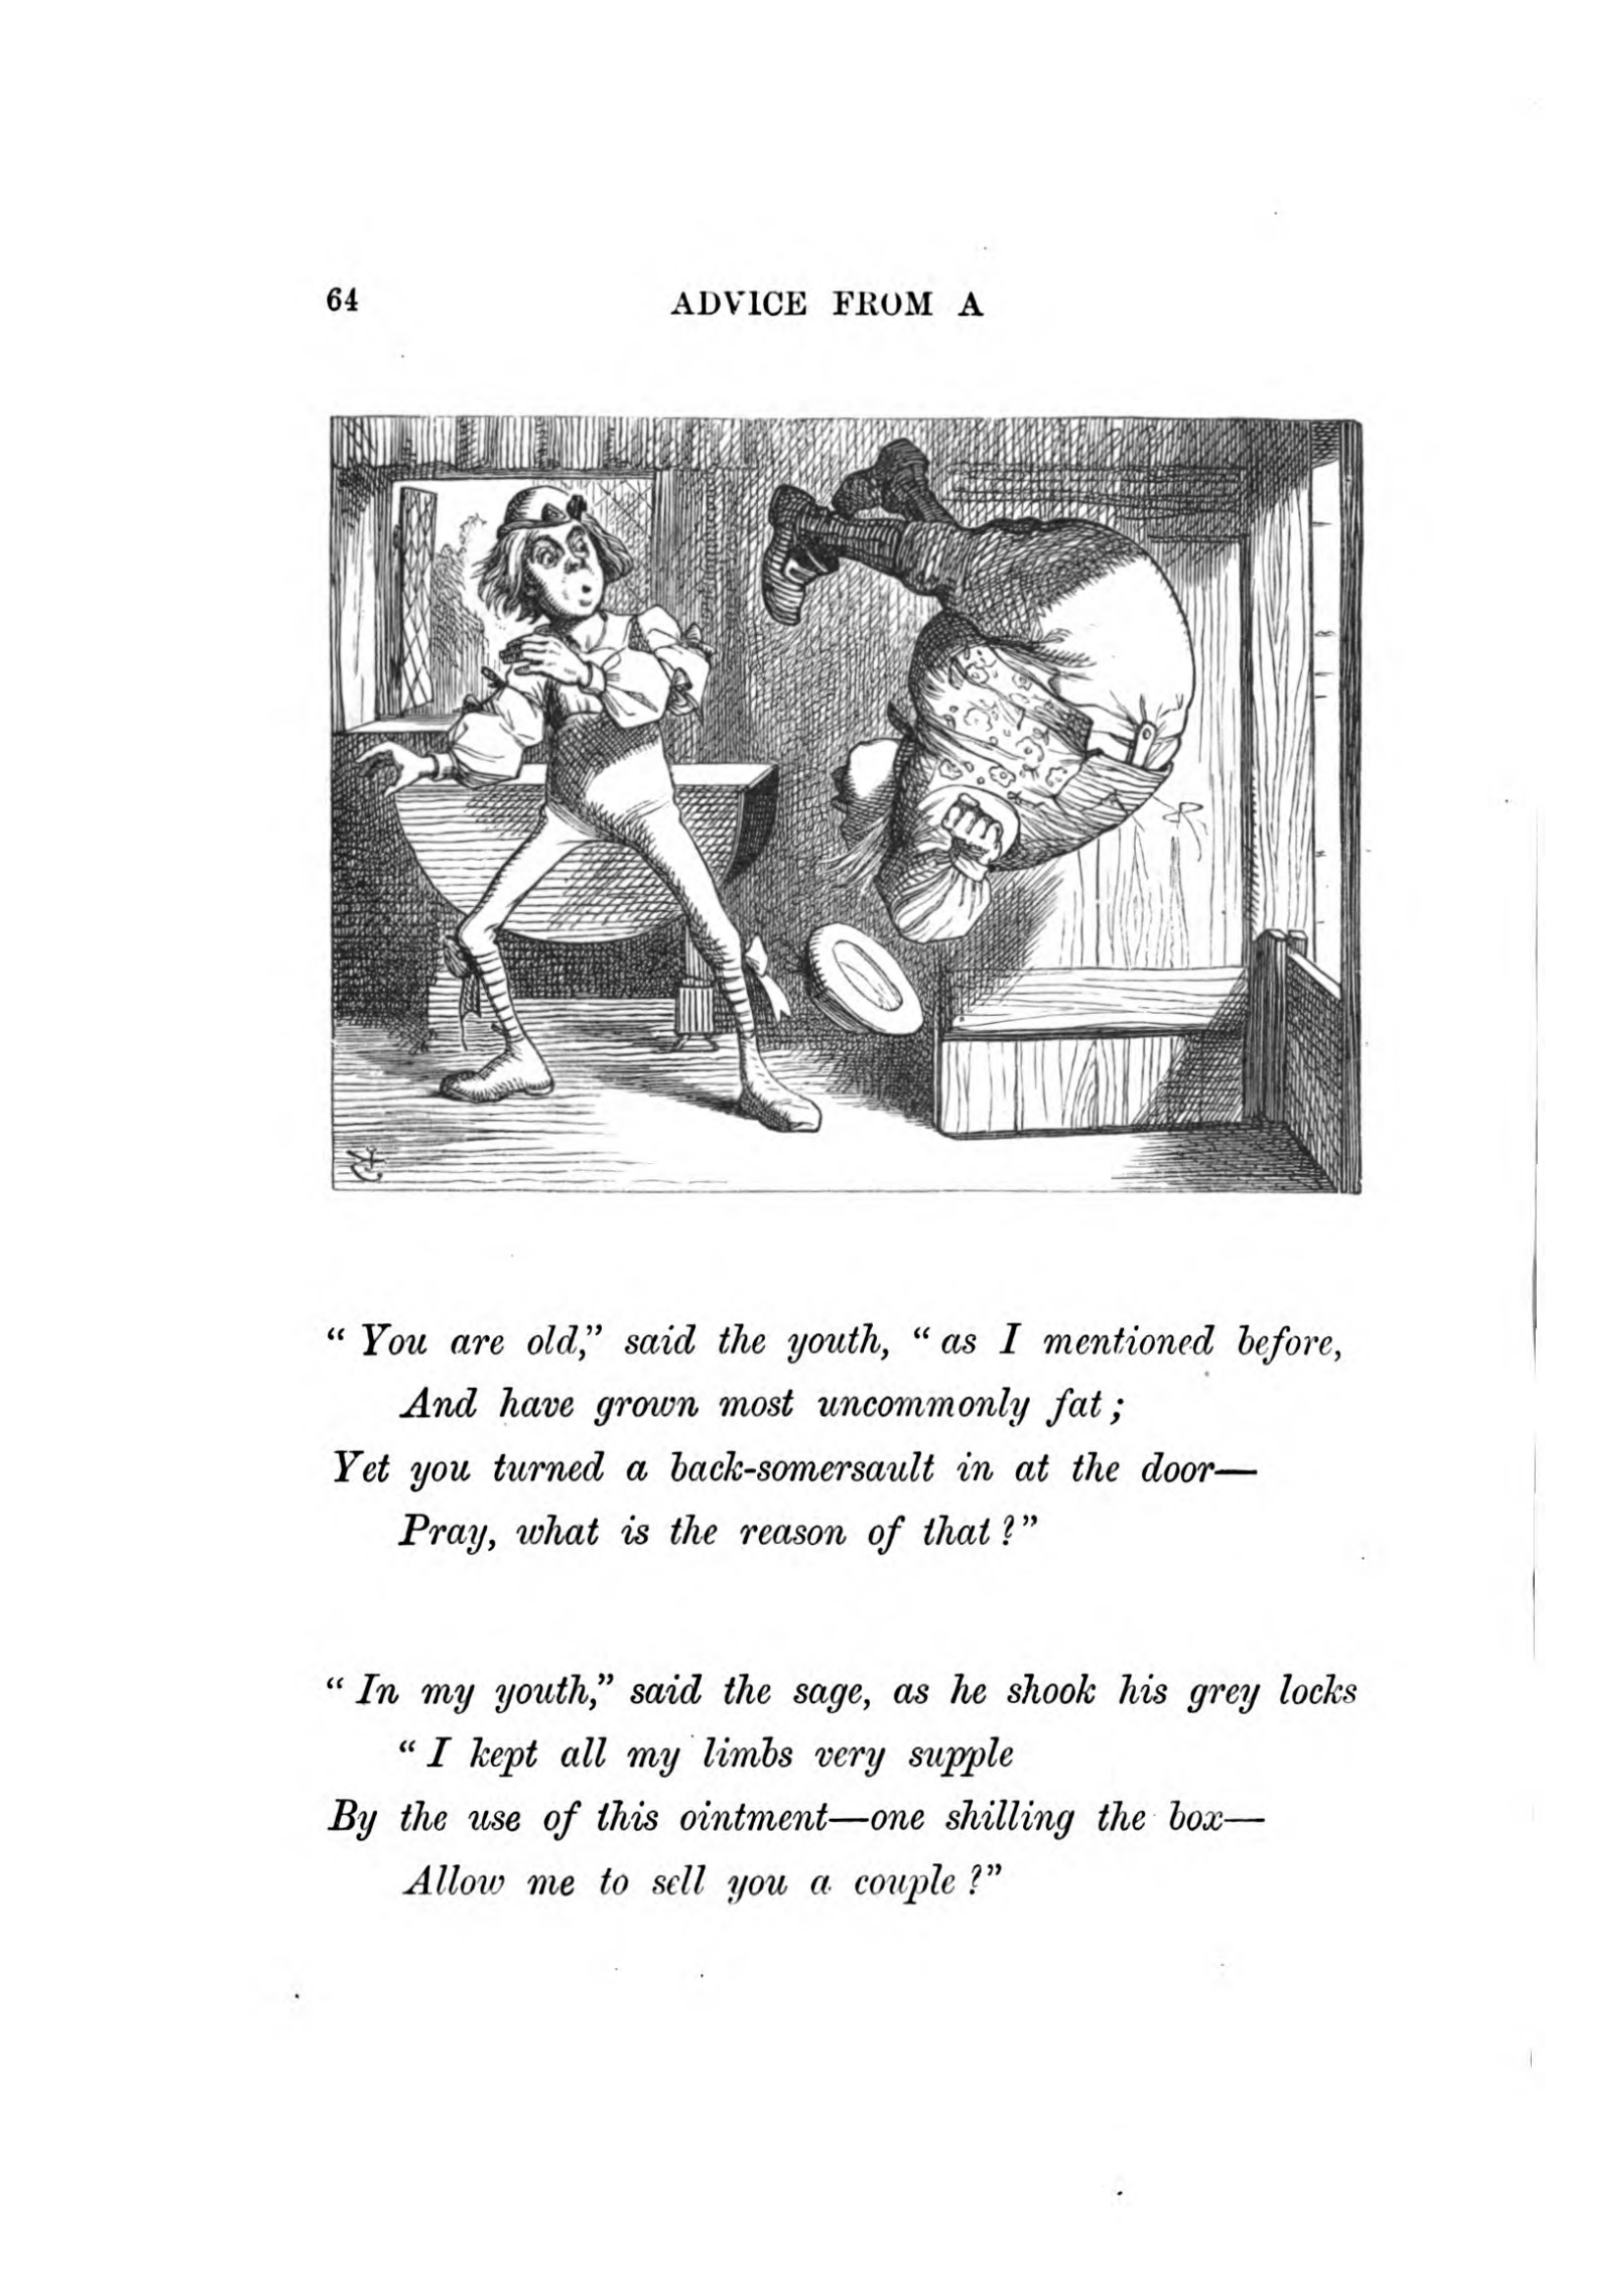 64 ADVICE FROM A
“ You are old,” said the youth, “ as I mentioned before,
And have grown most uncommonly fat ;
Yet you turned a back-somersault in at the door—
Pray, what is the reason of that ?”
“ In my youth,” said the sage, as he shook his grey locks
“ I kept all my limbs very supple
By the use of this ointment—one shilling the box—
Allow me to sell you a couple ?”